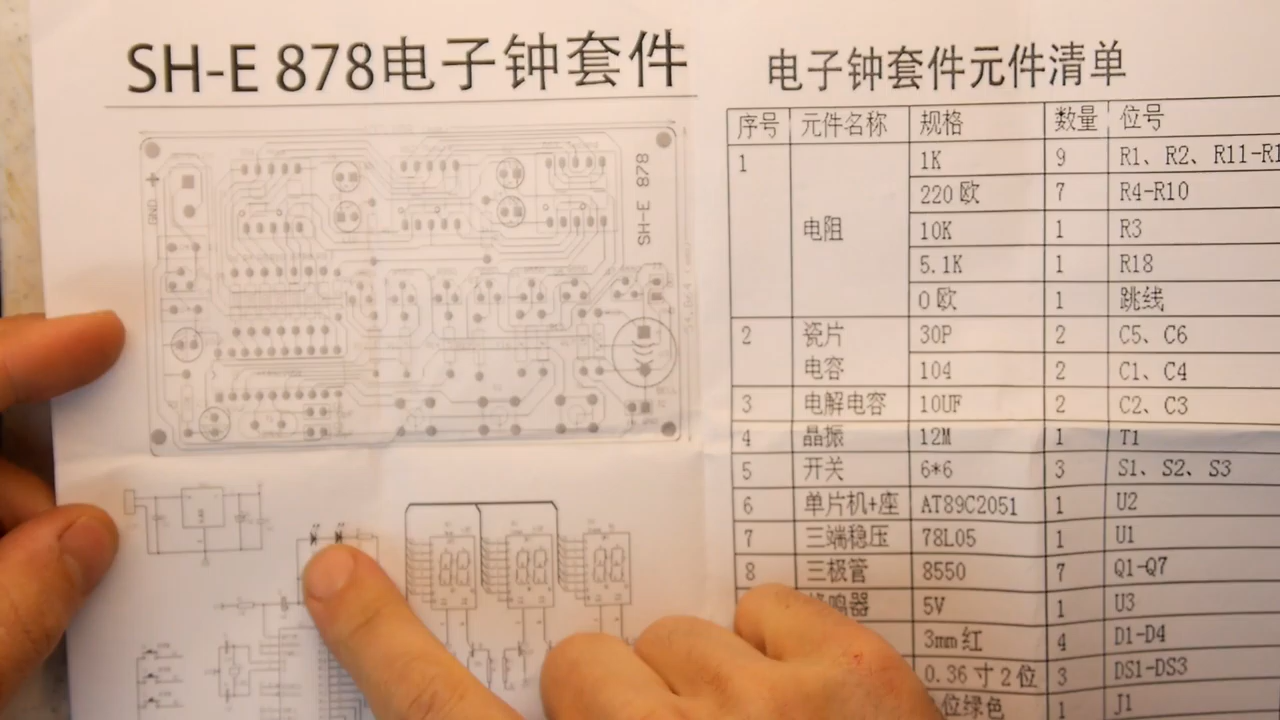 SH-E 878电子钟套件
GND
SH-E 878
电子钟套件元件清单
序号 元件名称 规格 数量 位号
1 电阻 1K 9 R1、R2、R11-R1
220欧 7 R4-R10
10K 1 R3
5.1K 1 R18
0欧 1 跳线
2 瓷片电容 30P 2 C5、C6
104 2 C1、C4
3 电解电容 10UF 2 C2、C3
4 晶振 12M 1 T1
5 开关 6*6 3 S1、S2、S3
6 单片机+座 AT89C2051 1 U2
7 三端稳压 78L05 1 U1
8 三极管 8550 7 Q1-Q7
鸣器 5V 1 U3
3mm红 4 D1-D4
0.36寸2位 3 DS1-DS3
位绿色 1 J1